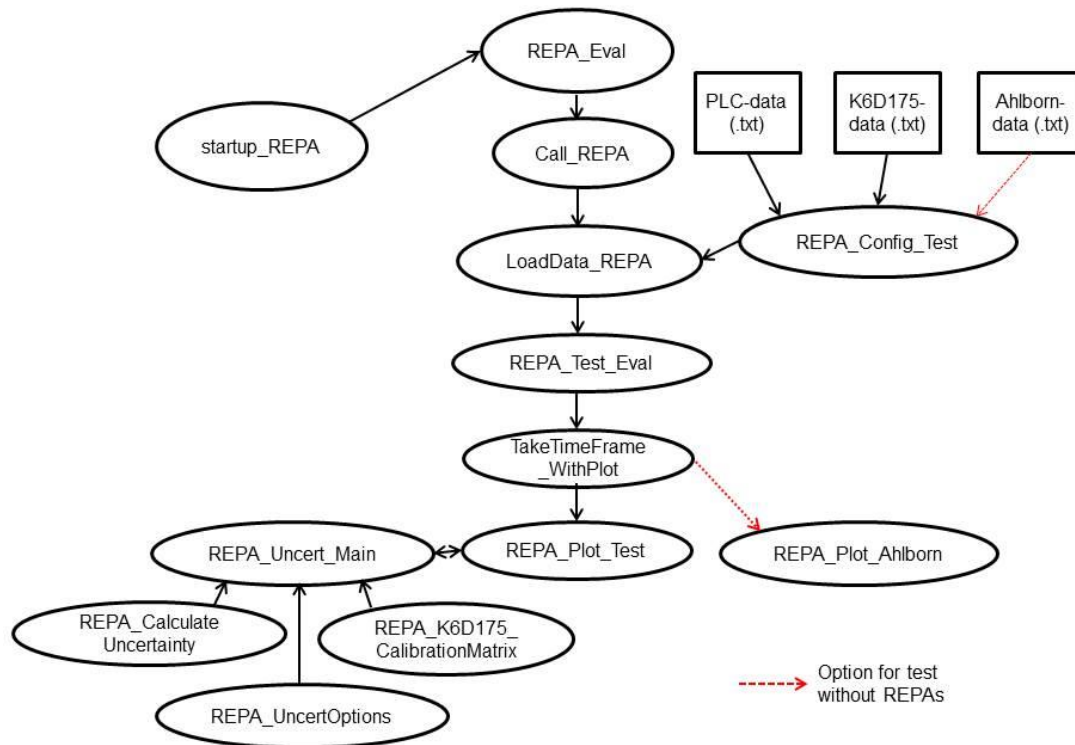 REPA_Eval
PLC-data
(.txt)
K6D175-
data (.txt)
Ahlborn-
data (.txt)
startup_REPA
Call_REPA
REPA_Config_Test
LoadData_REPA
REPA_Test_Eval
TakeTimeFrame
_WithPlot
REPA_Uncert_Main
REPA_Plot_Test
REPA_Plot_Ahlborn
REPA_Calculate
Uncertainty
REPA_K6D175_
CalibrationMatrix
REPA_UncertOptions
Option for test
without REPAs